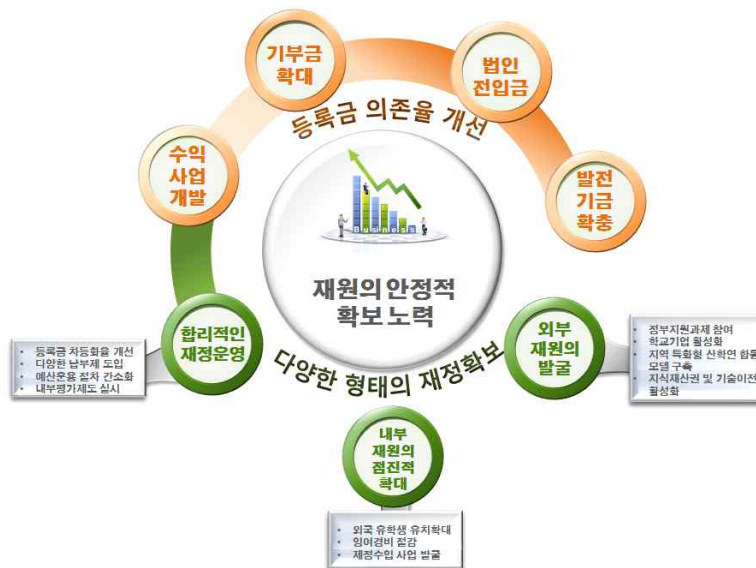 기부금
확대
법인
전입금
등록금 의존율 개선
수익
사업
개발
발전
기금
확충
Business
재원의 안정적
확보 노력
합리적인
재정운영
외부
재원의
발굴
다양한 형태의 재정확보
• 등록금 차등화율 개선
• 다양한 납부제 도입
• 예산운용 절차 간소화
• 내부평가제도 실시
• 정부지원과제 참여
• 학교기업 활성화
• 지역 특화형 산학연 협동
모델 구축
• 지식재산권 및 기술이전
활성화
내부
재원의
점진적
확대
• 외국 유학생 유치확대
• 잉여경비 절감
• 재정수입 사업 발굴